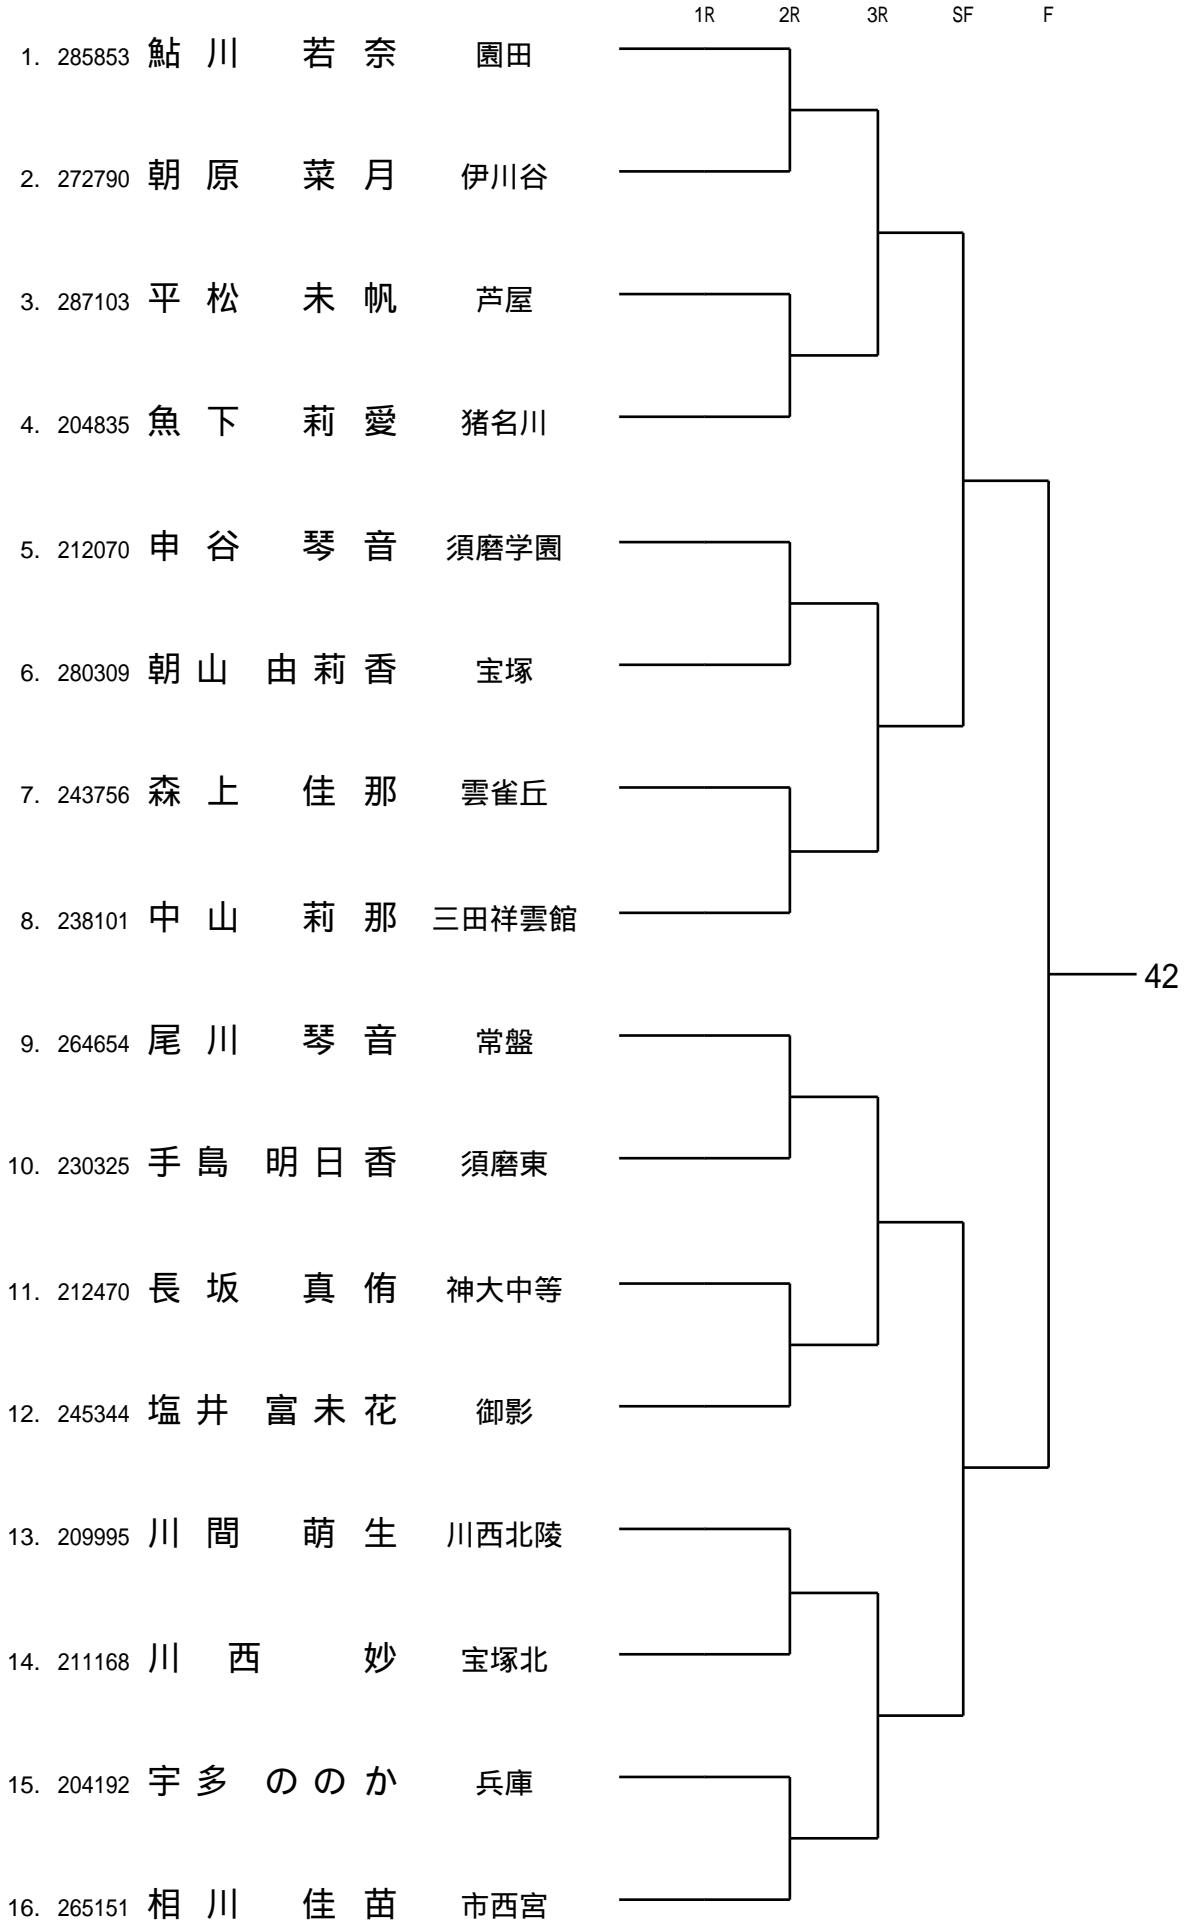 1R 2R 3R SF F
1. 285853 鮎川 若奈 園田
2. 272790 朝原 菜月 伊川谷
3. 287103 平松 未帆 芦屋
4. 204835 魚下 莉愛 猪名川
5. 212070 申谷 琴音 須磨学園
6. 280309 朝山 由莉香 宝塚
7. 243756 森上 佳那 雲雀丘
8. 238101 中山 莉那 三田祥雲館
42
9. 264654 尾川 琴音 常盤
10. 230325 手島 明日香 須磨東
11. 212470 長坂 真侑 神大中等
12. 245344 塩井 富未花 御影
13. 209995 川間 萌生 川西北陵
14. 211168 川西 妙 宝塚北
15. 204192 宇多 ののか 兵庫
16. 265151 相川 佳苗 市西宮